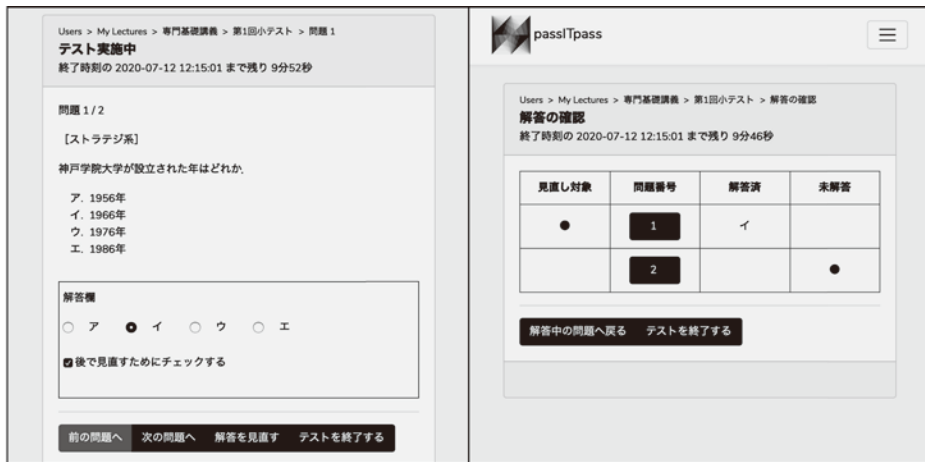 Users > My Lectures > 専門基礎講義 > 第1回小テスト > 問題 1
テスト実施中
終了時刻の 2020-07-12 12:15:01 まで残り 9分52秒
問題 1 / 2
［ストラテジ系］
神戸学院大学が設立された年はどれか.
ア. 1956年
イ. 1966年
ウ. 1976年
エ. 1986年
解答欄
ア イ ウ エ
後で見直すためにチェックする
前の問題へ 次の問題へ 解答を見直す テストを終了する
passITpass
Users > My Lectures > 専門基礎講義 > 第1回小テスト > 解答の確認
解答の確認
終了時刻の 2020-07-12 12:15:01 まで残り 9分46秒
見直し対象 問題番号 解答済 未解答
● 1 イ
2 ●
解答中の問題へ戻る テストを終了する